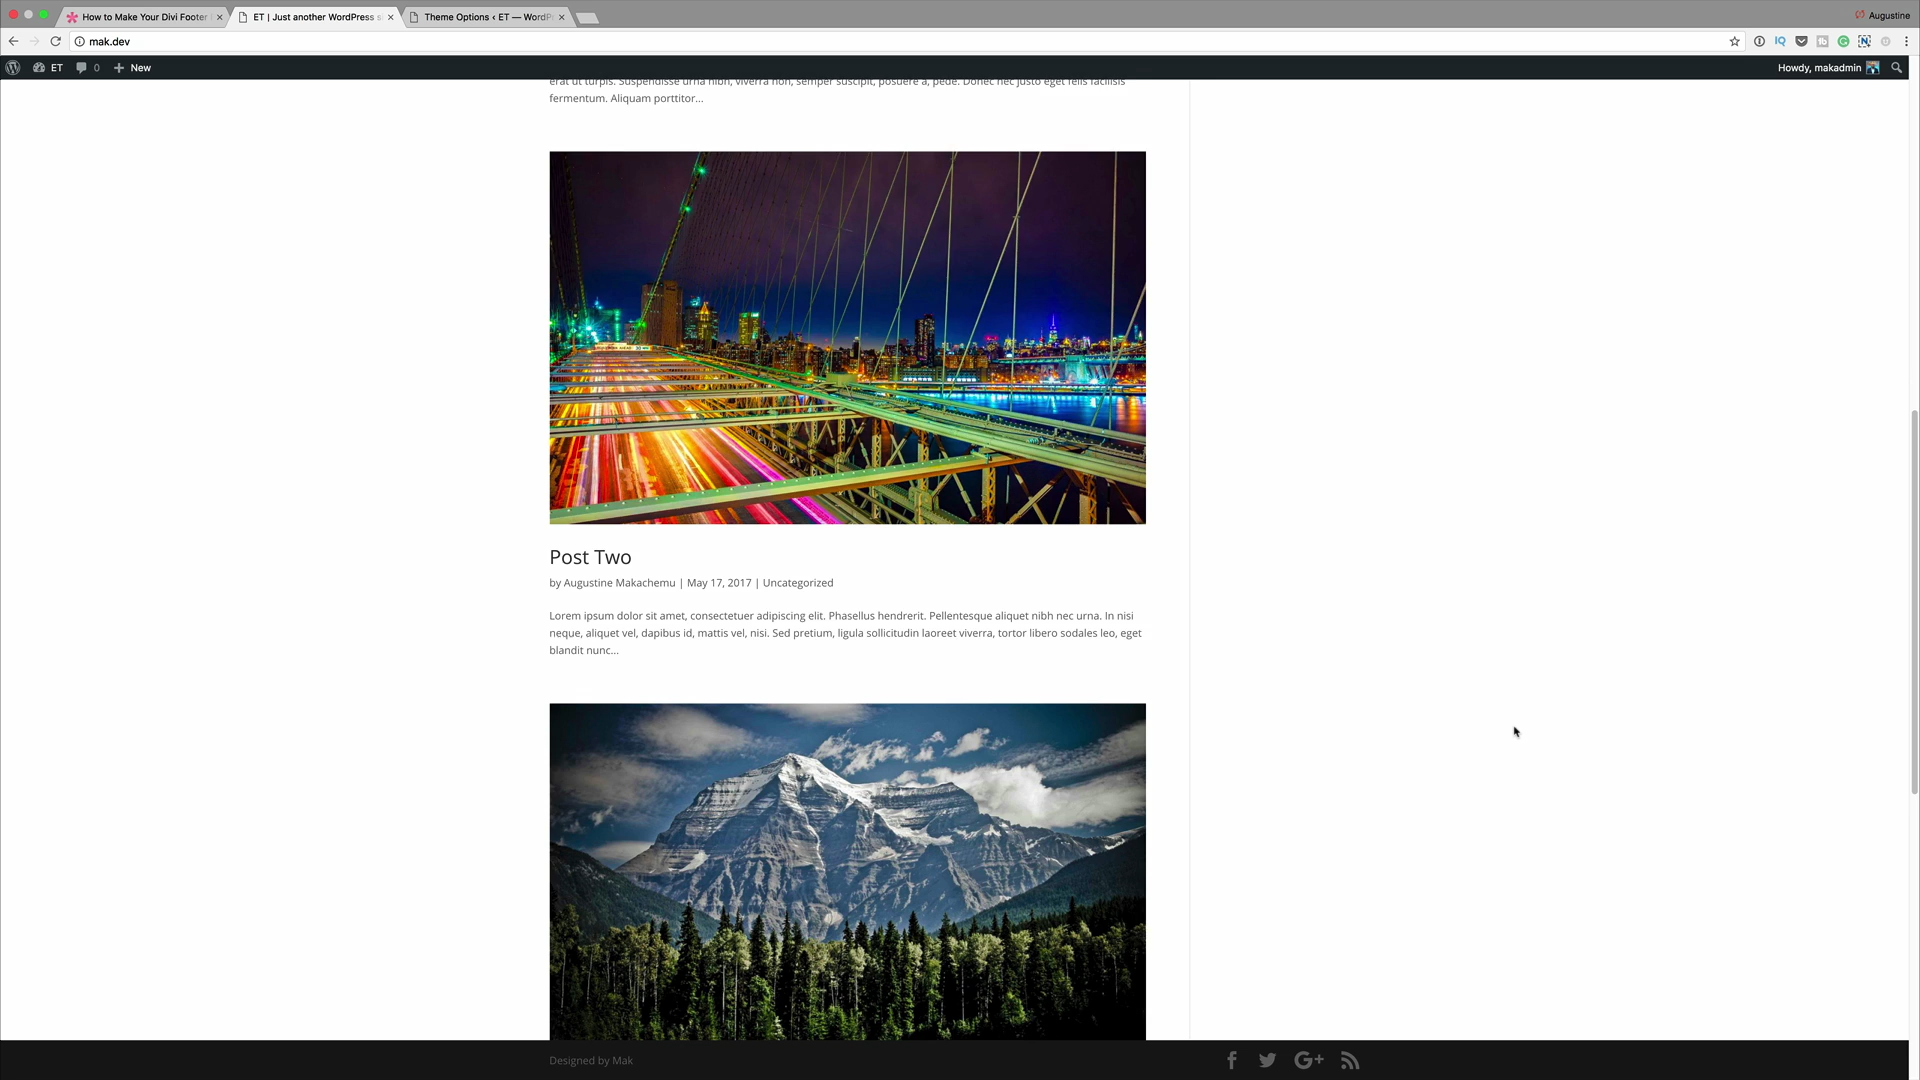 How to Make Your Divi Footer
ET | Just another WordPress s
Theme Options ‹ ET — WordP
Augustine
mak.dev
ET
0
New
Howdy, makadmin
erat ut turpis. Suspendisse urna nibh, viverra non, semper suscipit, posuere a, pede. Donec nec justo eget felis facilisis
fermentum. Aliquam porttitor...
Post Two
by Augustine Makachemu | May 17, 2017 | Uncategorized
Lorem ipsum dolor sit amet, consectetuer adipiscing elit. Phasellus hendrerit. Pellentesque aliquet nibh nec urna. In nisi
neque, aliquet vel, dapibus id, mattis vel, nisi. Sed pretium, ligula sollicitudin laoreet viverra, tortor libero sodales leo, eget
blandit nunc...
Designed by Mak